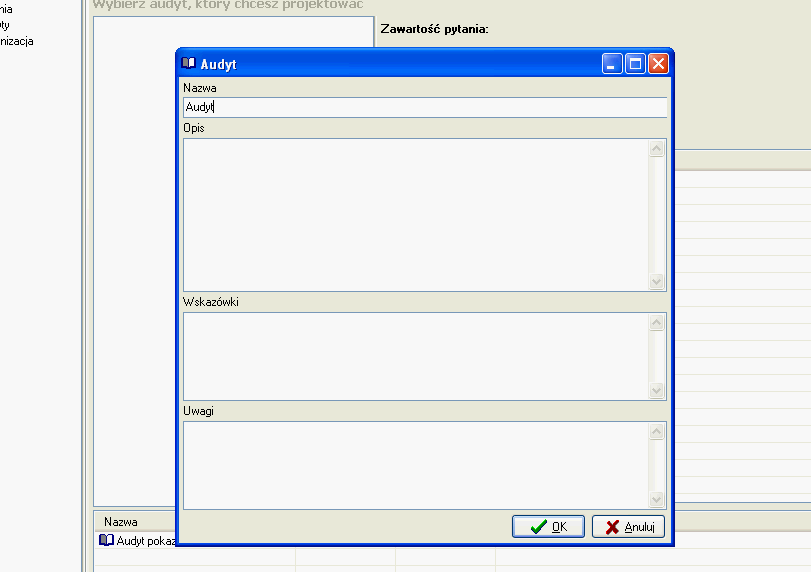 Wybierz audyt, który chcesz projektować
nia
ty
nizacja
Zawartość pytania:
Audyt
Nazwa
Audyt
Opis
Wskazówki
Uwagi
OK
Anuluj
Nazwa
Audyt pokaz